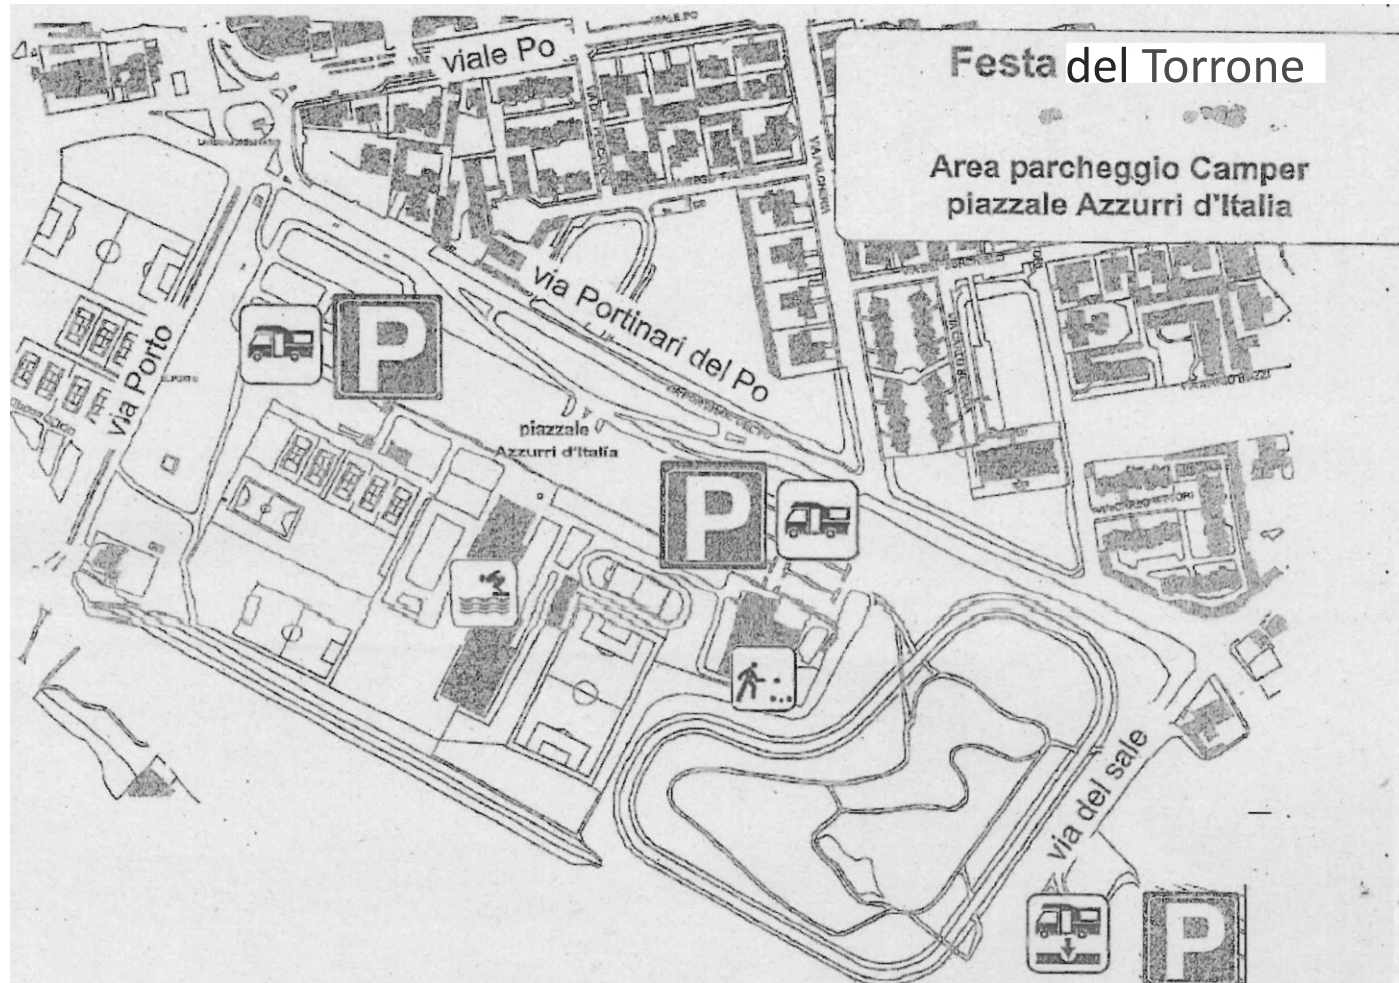 viale Po
Festa del Torrone
Area parcheggio Camper
piazzale Azzurri d'Italia
via Portinari del Po
via Porto
P
piazzale
Azzurri d'Italia
P
via del sale
P